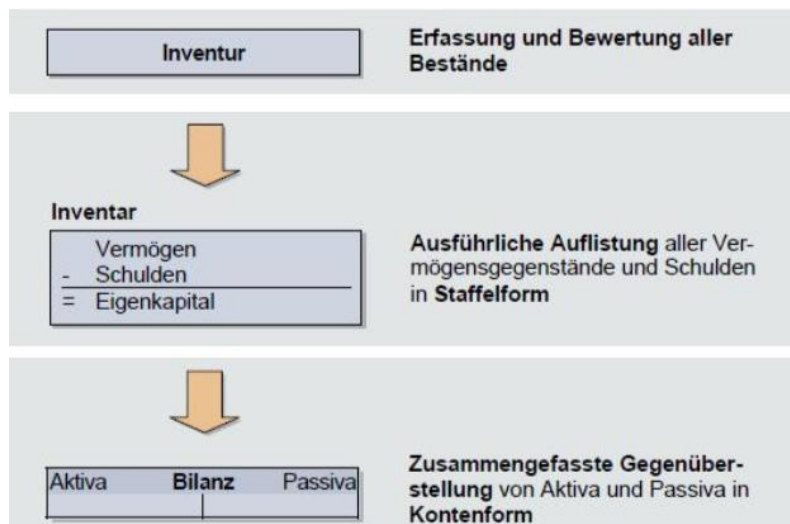 Inventur
Erfassung und Bewertung aller
Bestände
Inventar
Vermögen
- Schulden
= Eigenkapital
Ausführliche Auflistung aller Ver-
mögensgegenstände und Schulden
in Staffelform
Aktiva Bilanz Passiva
Zusammengefasste Gegenüber-
stellung von Aktiva und Passiva in
Kontenform